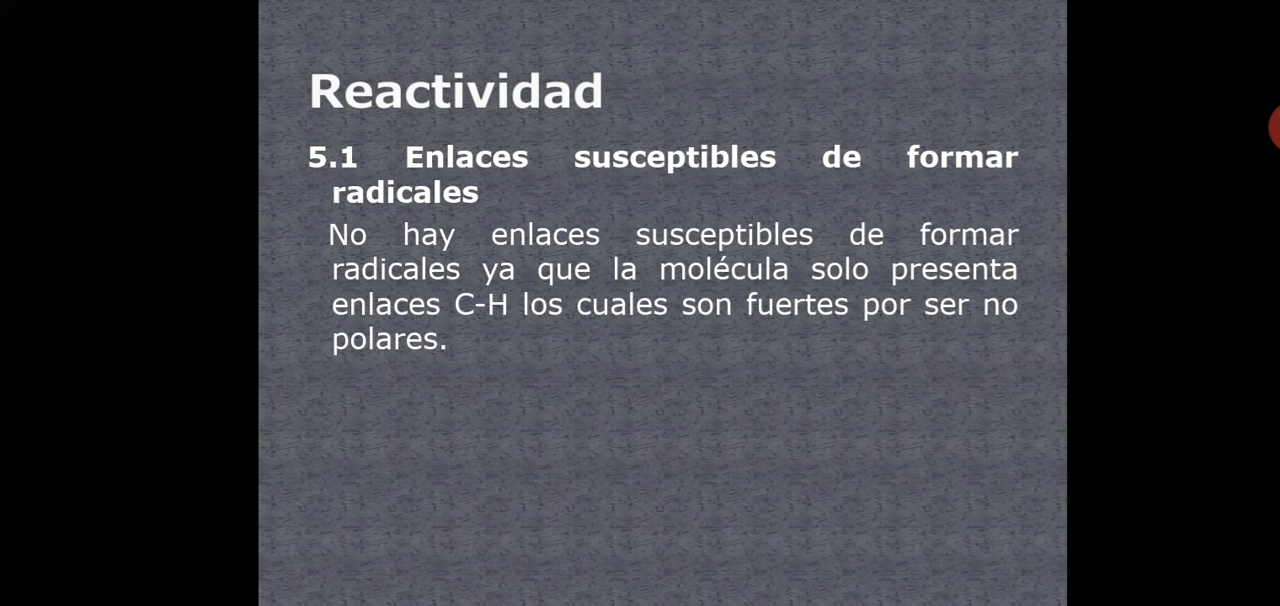 Reactividad
5.1 Enlaces susceptibles de formar
radicales
No hay enlaces susceptibles de formar
radicales ya que la molécula solo presenta
enlaces C-H los cuales son fuertes por ser no
polares.